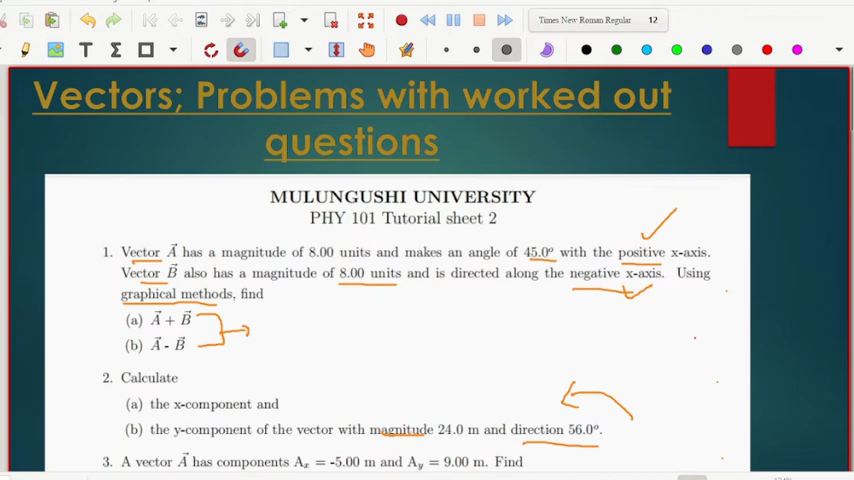 Times New Roman Regular 12
Vectors; Problems with worked out
questions
MULUNGUSHI UNIVERSITY
PHY 101 Tutorial sheet 2
1. Vector A⃗ has a magnitude of 8.00 units and makes an angle of 45.0° with the positive x-axis.
Vector B⃗ also has a magnitude of 8.00 units and is directed along the negative x-axis. Using
graphical methods, find
(a) A⃗ + B⃗
(b) A⃗ - B⃗
2. Calculate
(a) the x-component and
(b) the y-component of the vector with magnitude 24.0 m and direction 56.0°.
3. A vector A⃗ has components Aₓ = -5.00 m and Aᵧ = 9.00 m. Find